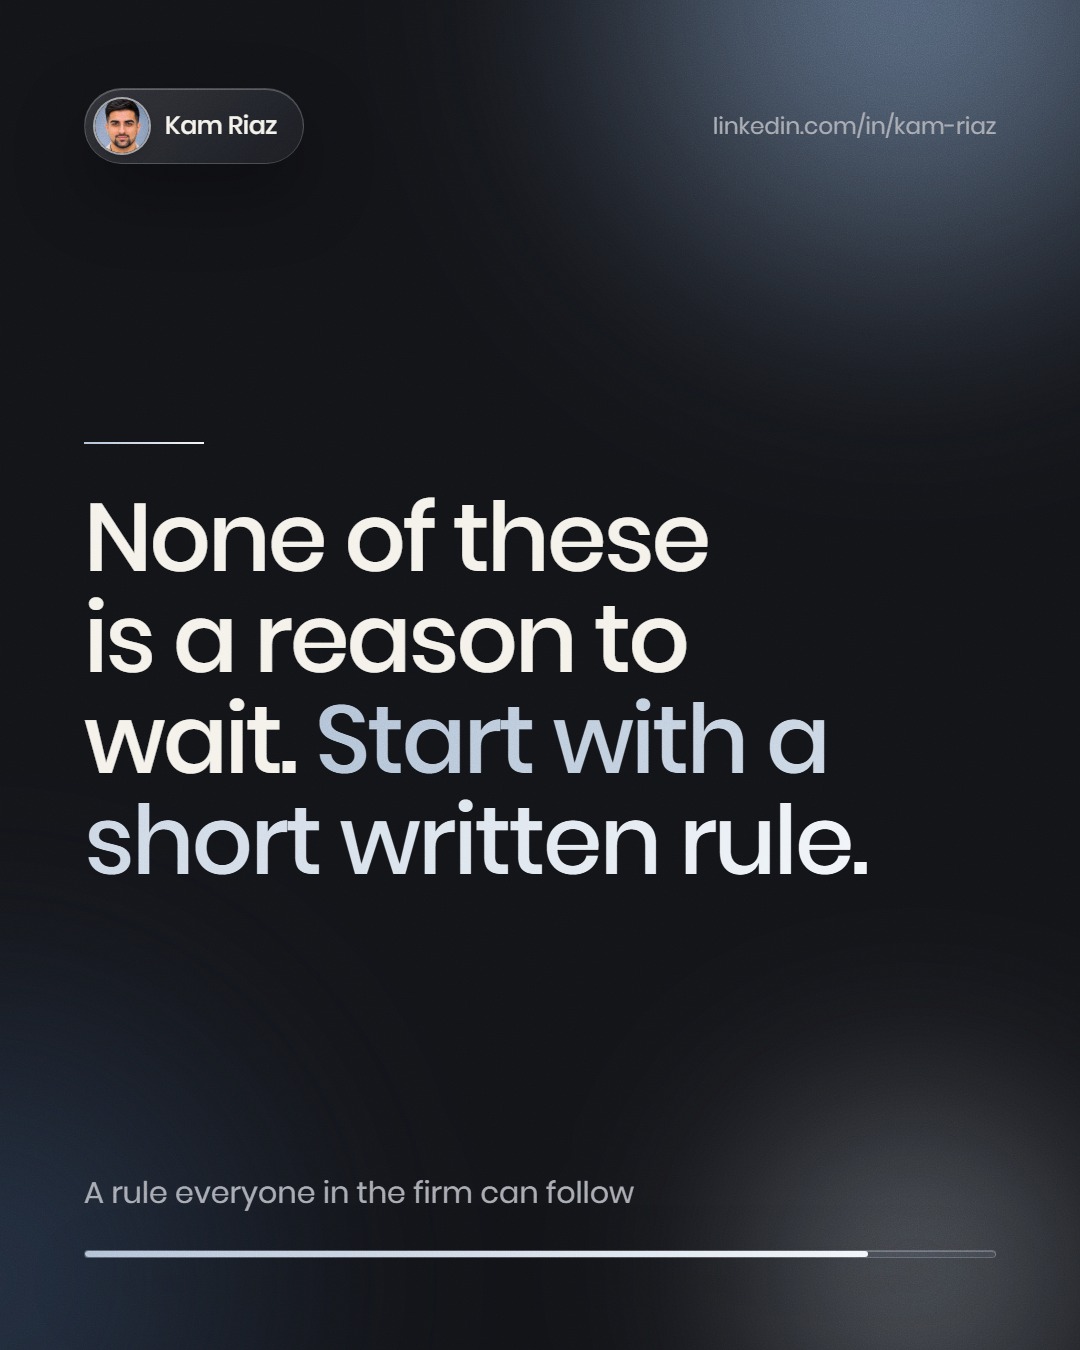 Kam Riaz
linkedin.com/in/kam-riaz
None of these
is a reason to
wait. Start with a
short written rule.
A rule everyone in the firm can follow